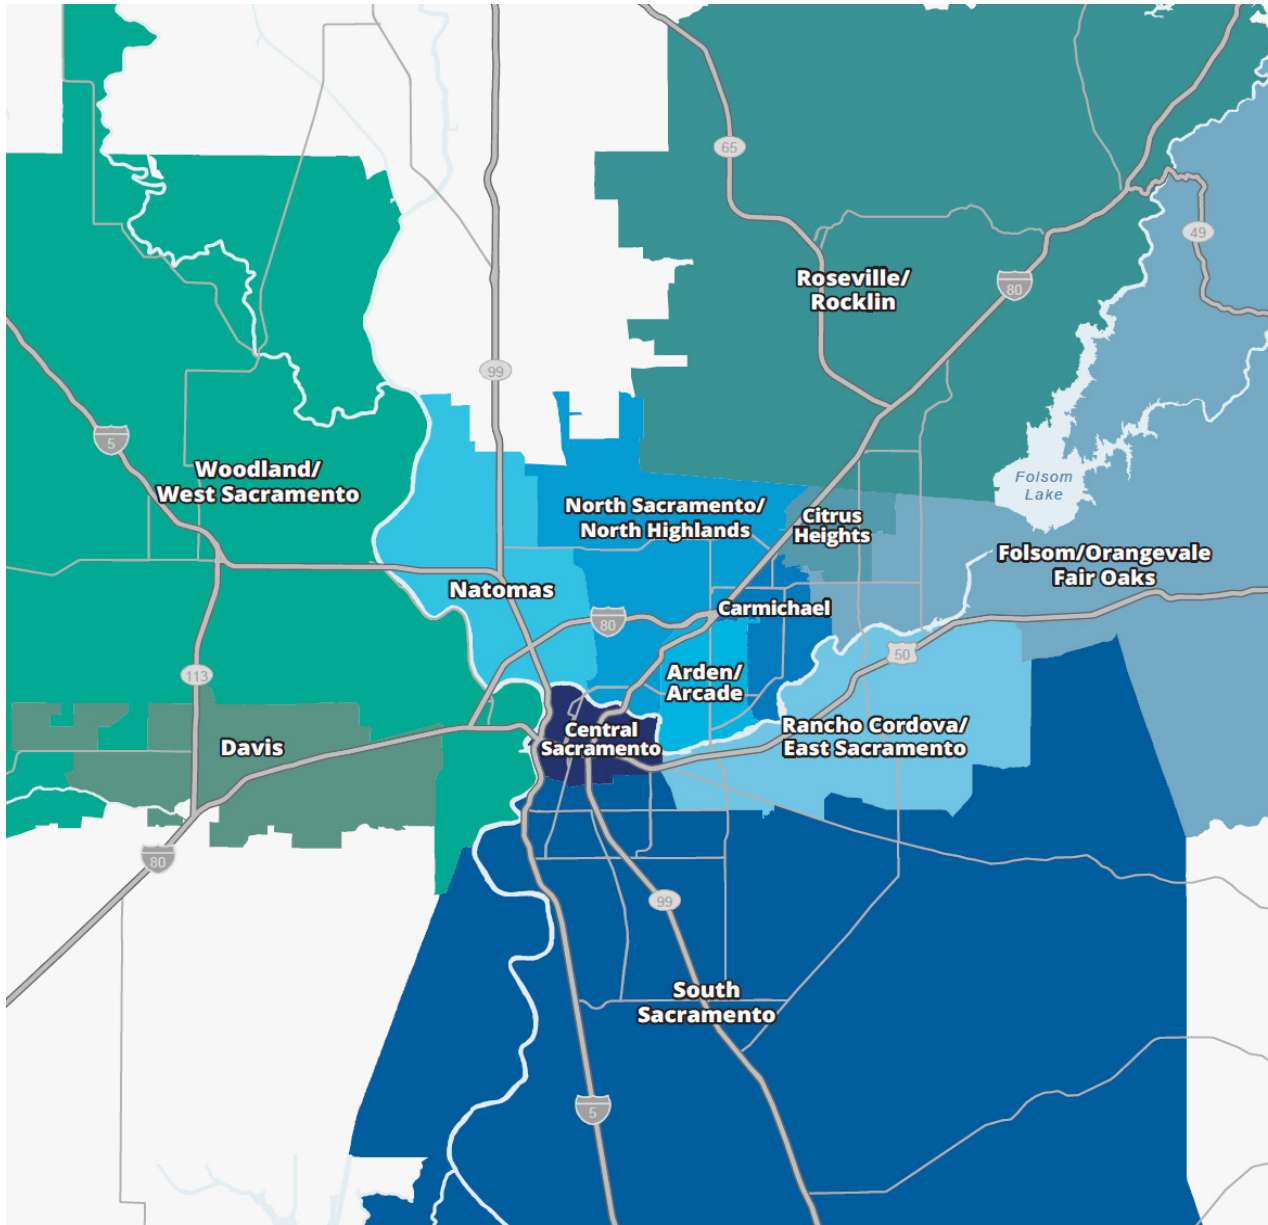 65
49
Roseville/
Rocklin
80
99
5
Woodland/
West Sacramento
Folsom
Lake
North Sacramento/
North Highlands
Citrus
Heights
Folsom/Orangevale
Fair Oaks
Natomas
80
Carmichael
50
113
Arden/
Arcade
Davis
Central
Sacramento
Rancho Cordova/
East Sacramento
80
99
South
Sacramento
5